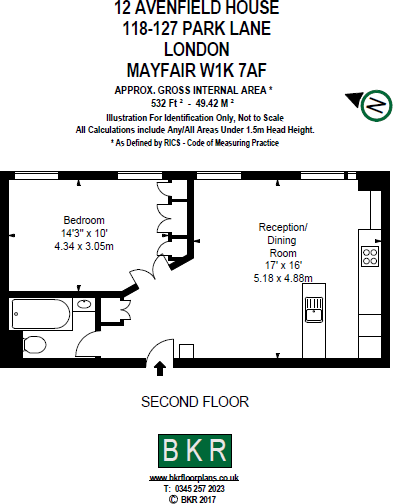 12 AVENFIELD HOUSE
118-127 PARK LANE
LONDON
MAYFAIR W1K 7AF
APPROX. GROSS INTERNAL AREA *
532 Ft ² - 49.42 M ²
Illustration For Identification Only, Not to Scale
All Calculations include Any/All Areas Under 1.5m Head Height.
* As Defined by RICS - Code of Measuring Practice
N
Bedroom
14'3" x 10'
4.34 x 3.05m
Reception/
Dining
Room
17' x 16'
5.18 x 4.88m
SECOND FLOOR
BKR
www.bkrfloorplans.co.uk
T: 0345 257 2023
© BKR 2017